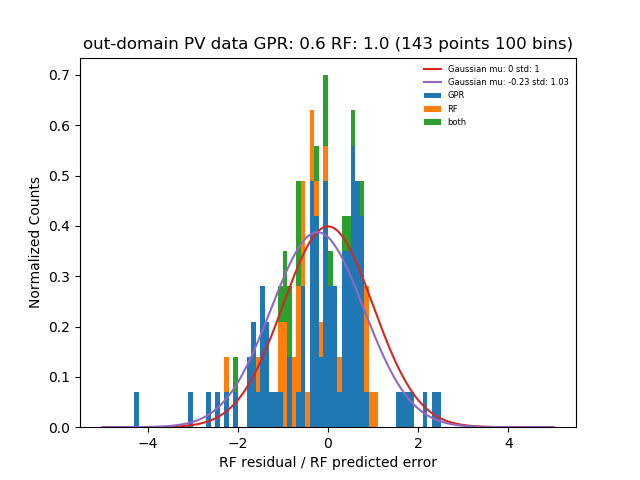 out-domain PV data GPR: 0.6 RF: 1.0 (143 points 100 bins)
Gaussian mu: 0 std: 1
Gaussian mu: -0.23 std: 1.03
GPR
RF
both
Normalized Counts
0.7
0.6
0.5
0.4
0.3
0.2
0.1
0.0
−4 −2 0 2 4
RF residual / RF predicted error